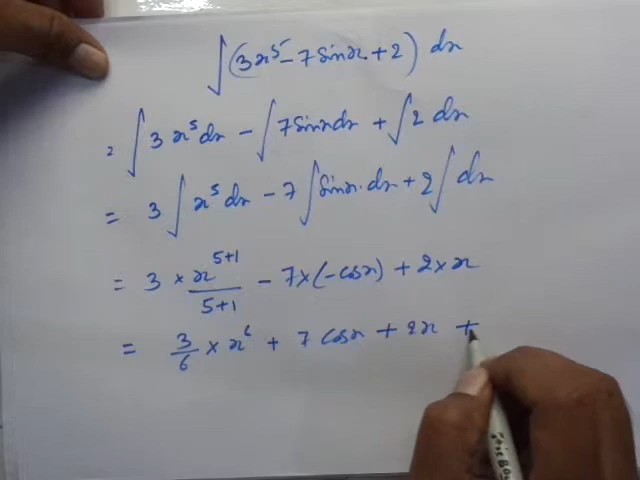 ∫(3x⁵ - 7sinx + 2) dx
= ∫3x⁵dx - ∫7sinxdx + ∫2 dx
= 3∫x⁵dx - 7∫sinx.dx + 2∫dx
= 3 × x⁵⁺¹/5+1 - 7×(-cosx) + 2×x
= 3/6 × x⁶ + 7 cosx + 2x +